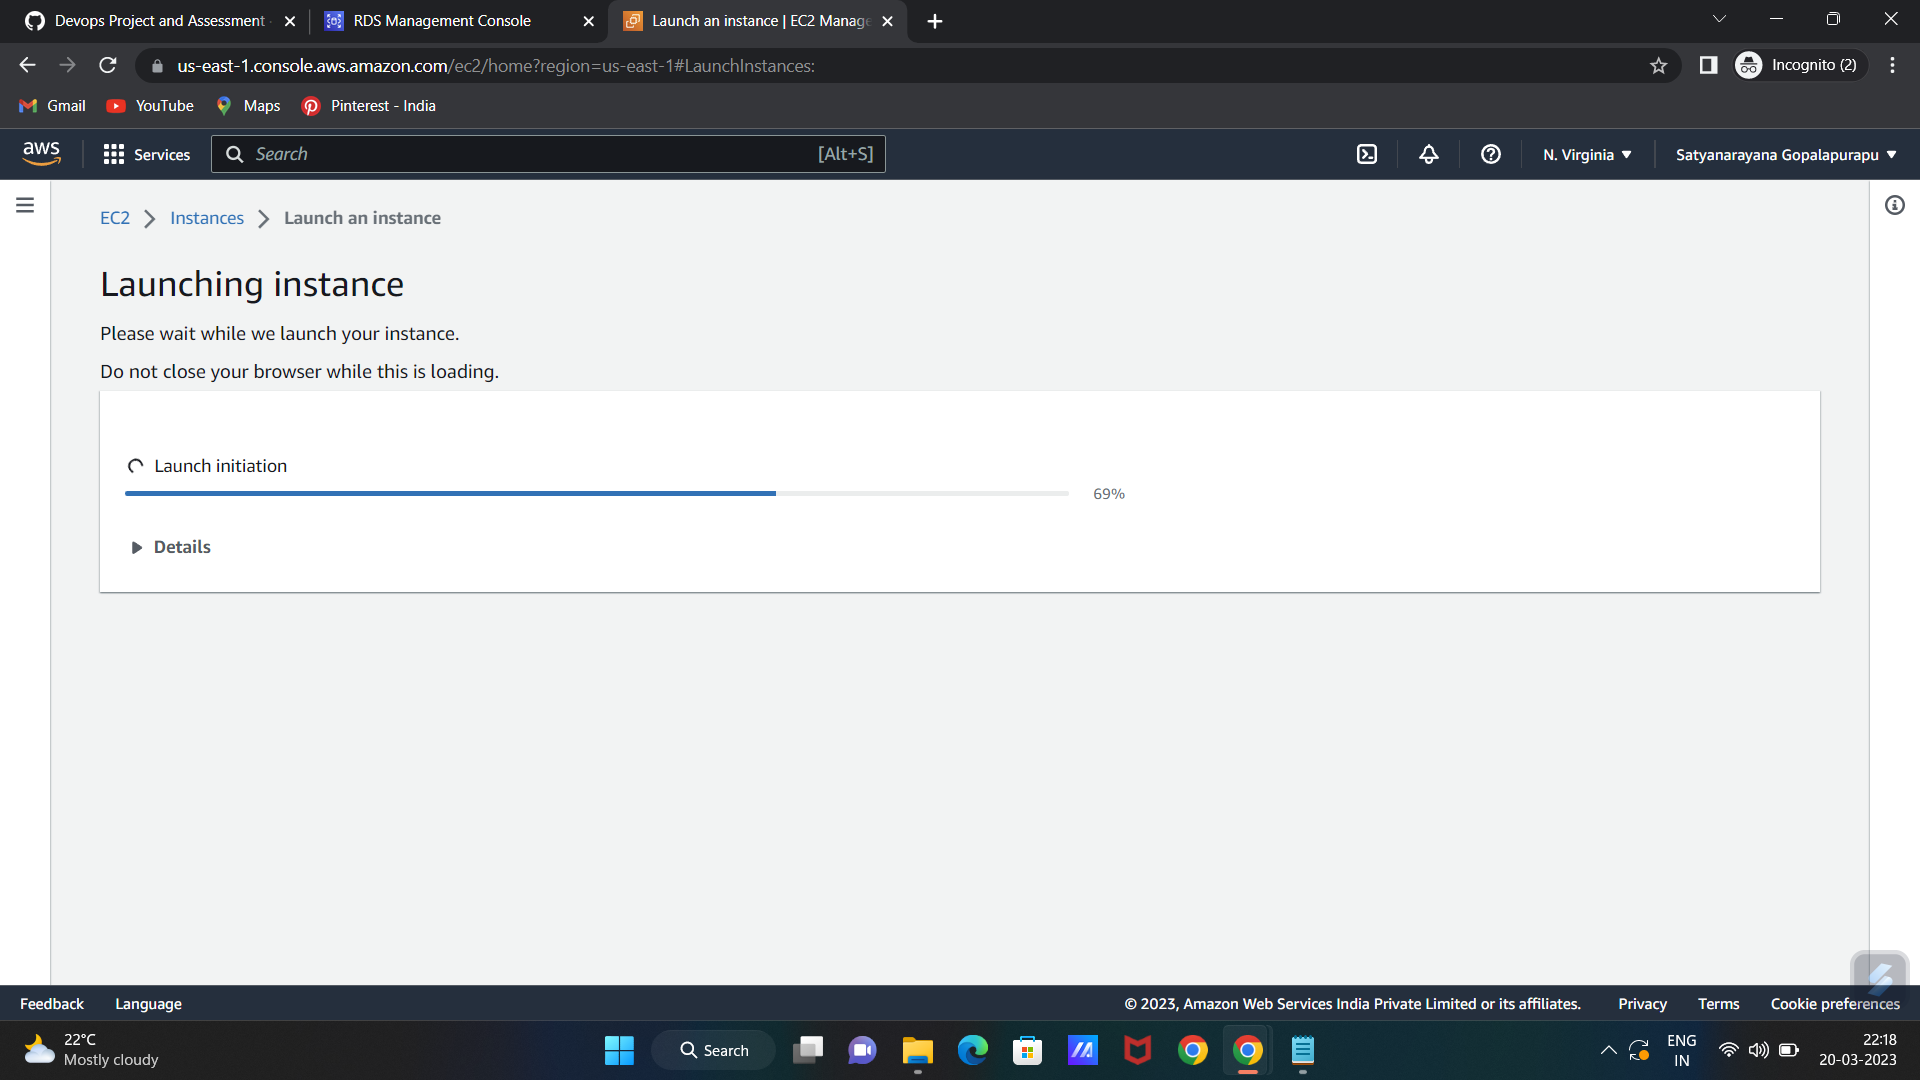 Devops Project and Assessment
RDS Management Console
Launch an instance | EC2 Manage
us-east-1.console.aws.amazon.com/ec2/home?region=us-east-1#LaunchInstances:
Incognito (2)
Gmail
YouTube
Maps
Pinterest - India
aws
Services
Search
[Alt+S]
N. Virginia
Satyanarayana Gopalapurapu
EC2
Instances
Launch an instance
Launching instance
Please wait while we launch your instance.
Do not close your browser while this is loading.
Launch initiation
69%
Details
Feedback
Language
© 2023, Amazon Web Services India Private Limited or its affiliates.
Privacy
Terms
Cookie preferences
22°C
Mostly cloudy
Search
ENG
IN
22:18
20-03-2023